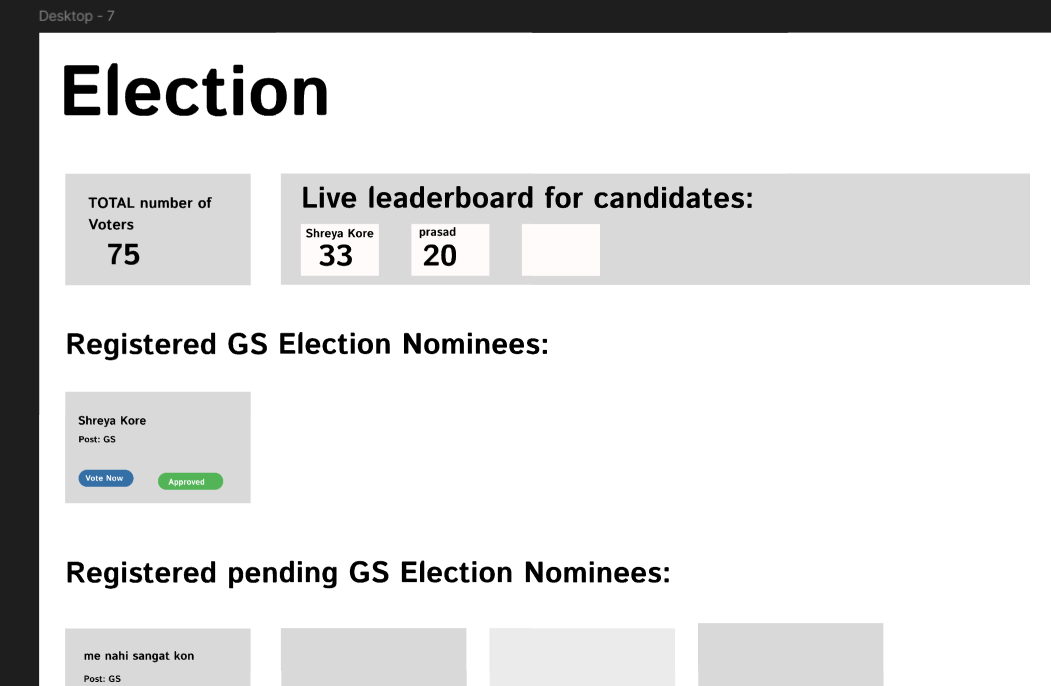 Desktop - 7
Election
TOTAL number of
Voters
75
Live leaderboard for candidates:
Shreya Kore
33
prasad
20
Registered GS Election Nominees:
Shreya Kore
Post: GS
Vote Now
Approved
Registered pending GS Election Nominees:
me nahi sangat kon
Post: GS